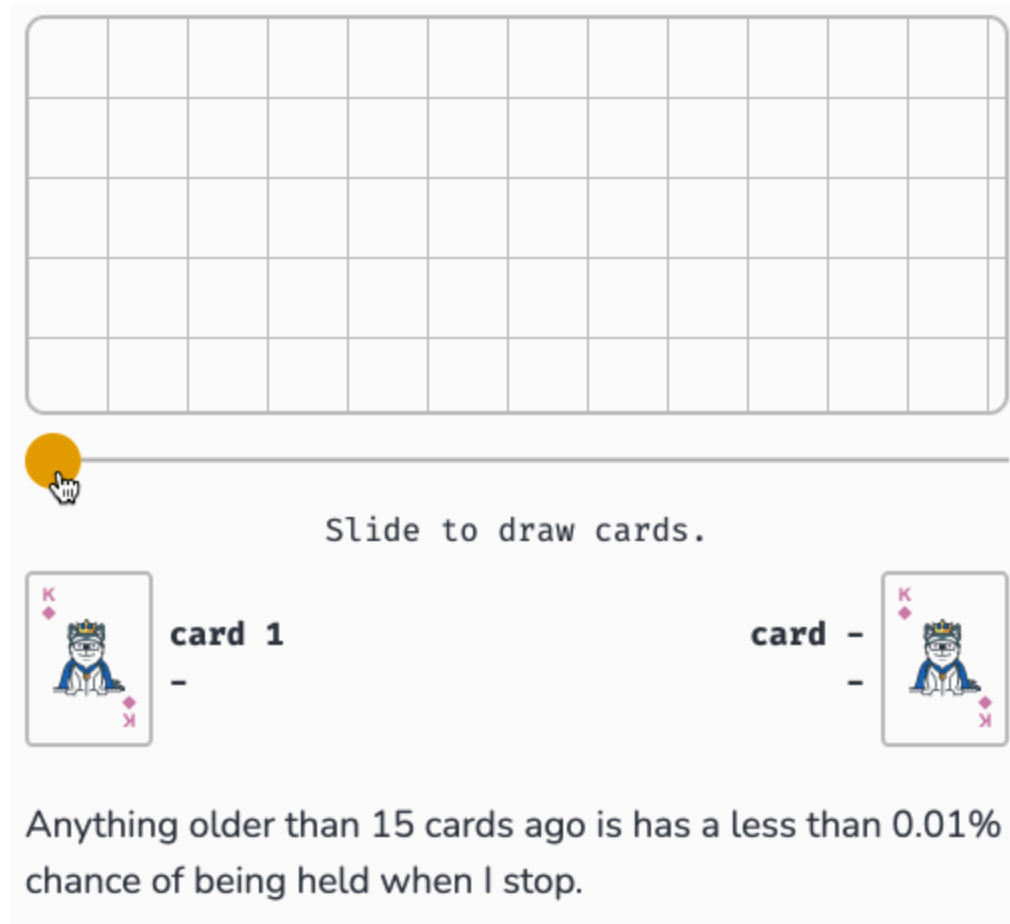 Slide to draw cards.
K
K
card 1
-
card -
-
K
K
Anything older than 15 cards ago is has a less than 0.01%
chance of being held when I stop.